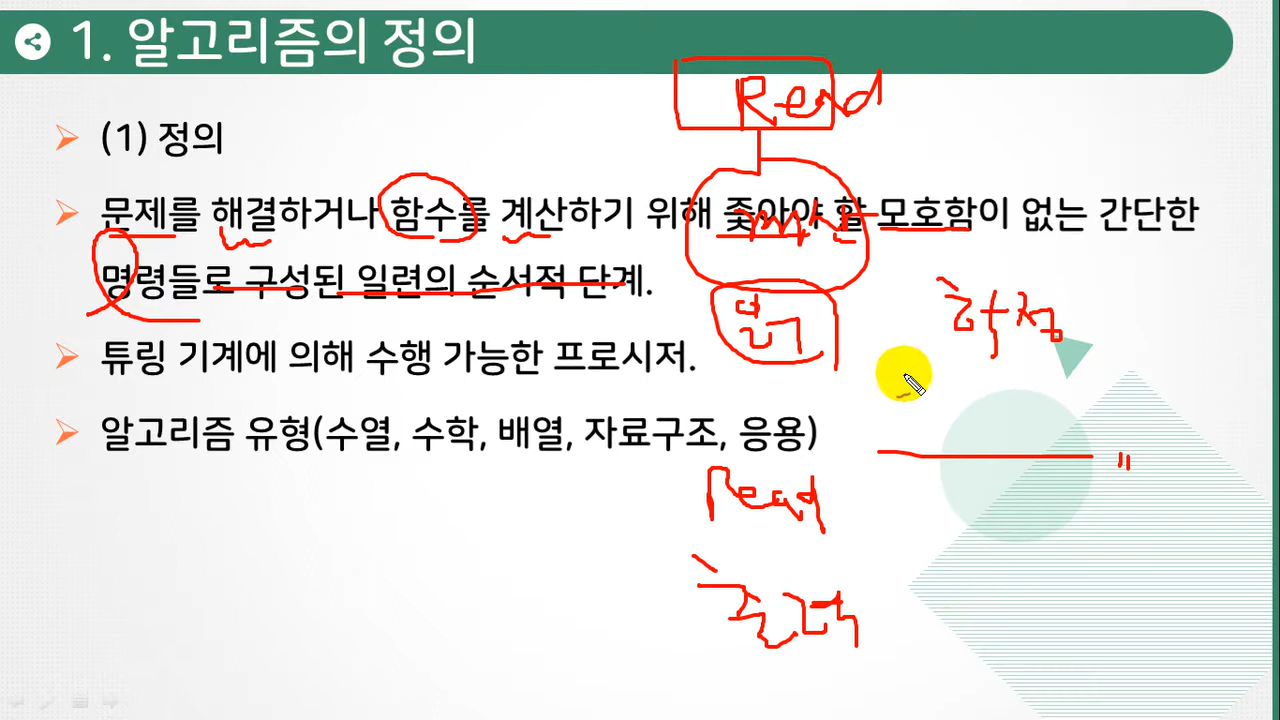 1. 알고리즘의 정의
Read
(1) 정의
문제를 해결하거나 함수를 계산하기 위해 좇아야 할 모호함이 없는 간단한
명령들로 구성된 일련의 순서적 단계.
튜링 기계에 의해 수행 가능한 프로시저.
알고리즘 유형(수열, 수학, 배열, 자료구조, 응용)
Read